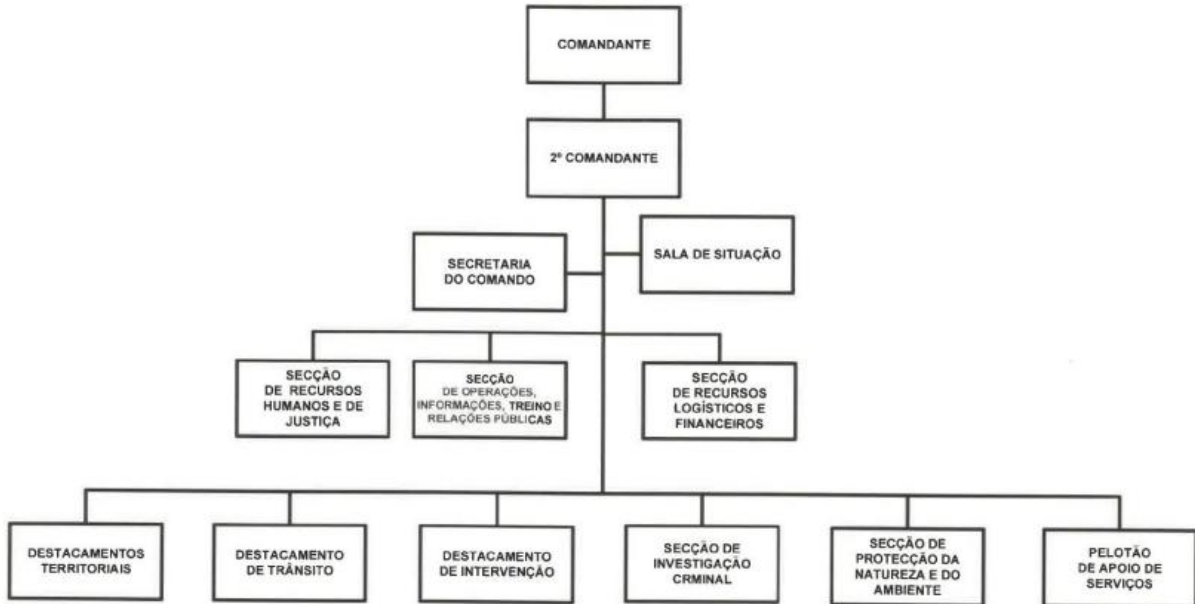 COMANDANTE
2º COMANDANTE
SALA DE SITUAÇÃO
SECRETARIA
DO COMANDO
SECÇÃO
DE RECURSOS
HUMANOS E DE
JUSTIÇA
SECÇÃO
DE OPERAÇÕES,
INFORMAÇÕES, TREINO E
RELAÇÕES PÚBLICAS
SECÇÃO
DE RECURSOS
LOGÍSTICOS E
FINANCEIROS
DESTACAMENTOS
TERRITORIAIS
DESTACAMENTO
DE TRÂNSITO
DESTACAMENTO
DE INTERVENÇÃO
SECÇÃO DE
INVESTIGAÇÃO
CRMINAL
SECÇÃO DE
PROTECÇÃO DA
NATUREZA E DO
AMBIENTE
PELOTÃO
DE APOIO DE
SERVIÇOS